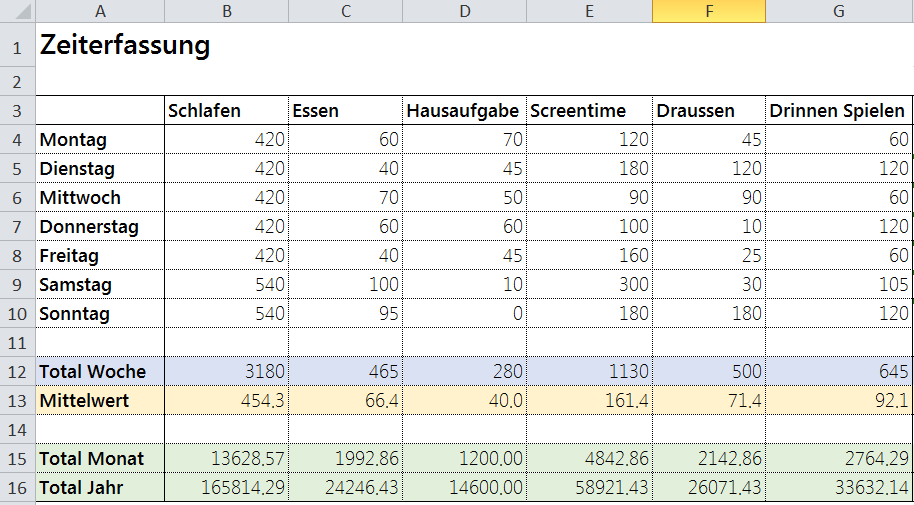 A B C D E F G
1 Zeiterfassung
2
3 Schlafen Essen Hausaufgabe Screentime Draussen Drinnen Spielen
4 Montag 420 60 70 120 45 60
5 Dienstag 420 40 45 180 120 120
6 Mittwoch 420 70 50 90 90 60
7 Donnerstag 420 60 60 100 10 120
8 Freitag 420 40 45 160 25 60
9 Samstag 540 100 10 300 30 105
10 Sonntag 540 95 0 180 180 120
11
12 Total Woche 3180 465 280 1130 500 645
13 Mittelwert 454.3 66.4 40.0 161.4 71.4 92.1
14
15 Total Monat 13628.57 1992.86 1200.00 4842.86 2142.86 2764.29
16 Total Jahr 165814.29 24246.43 14600.00 58921.43 26071.43 33632.14